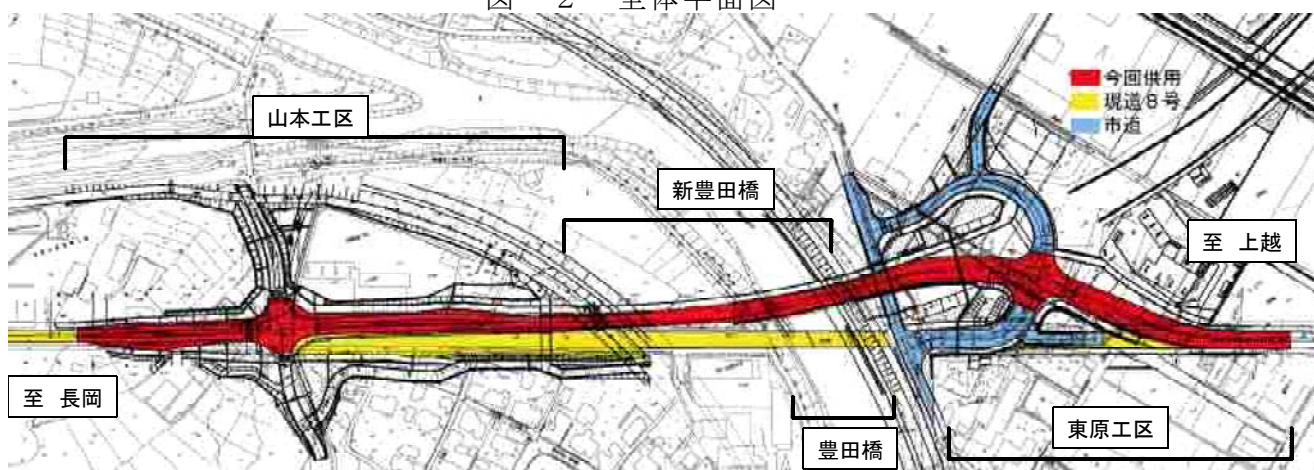 図-2 全体平面図
今回供用
現道8号
市道
山本工区
新豊田橋
至 上越
至 長岡
豊田橋
東原工区